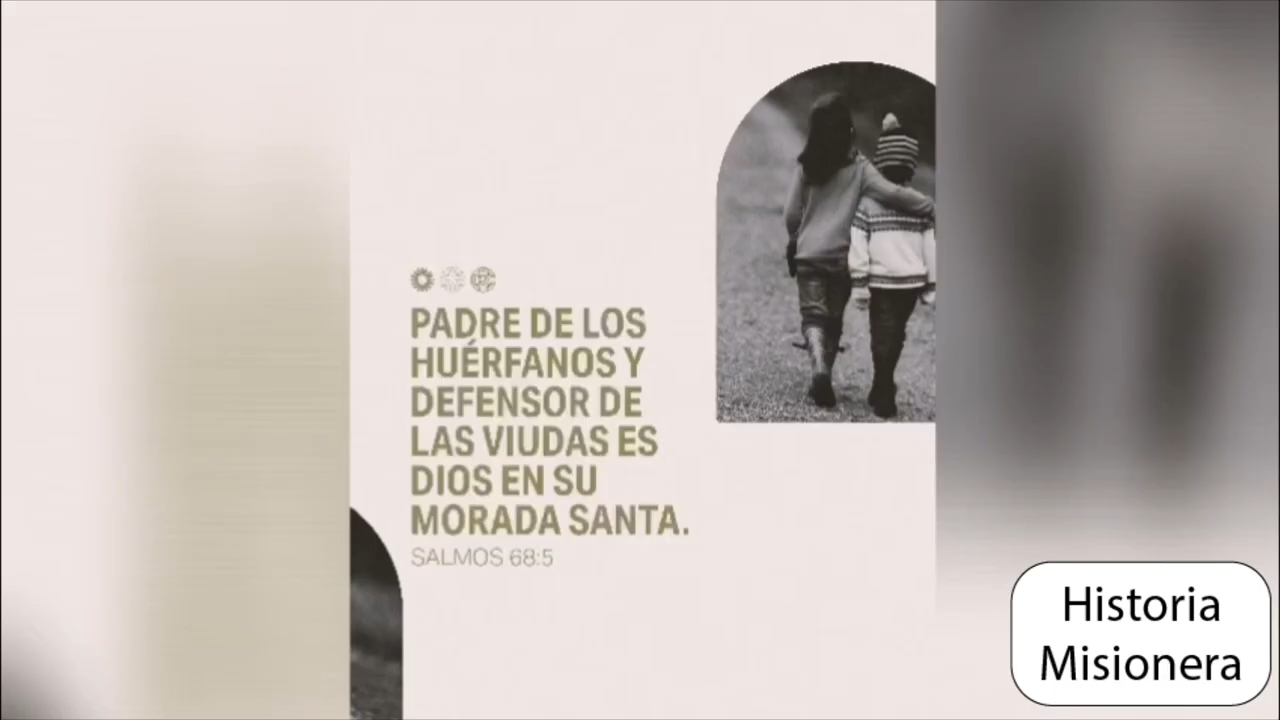 PADRE DE LOS
HUÉRFANOS Y
DEFENSOR DE
LAS VIUDAS ES
DIOS EN SU
MORADA SANTA.
SALMOS 68:5
Historia
Misionera